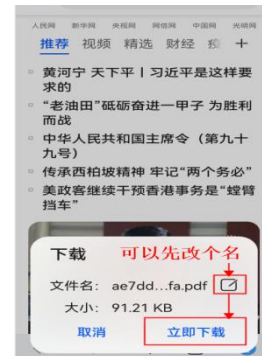 人民网 新华网 央视网 网信网 中国网 光明网
推荐 视频 精选 财经 疫 +
黄河宁 天下平丨习近平是这样要
求的
“老油田”砥砺奋进一甲子 为胜利
而战
中华人民共和国主席令（第九十
九号）
传承西柏坡精神 牢记“两个务必”
美政客继续干预香港事务是“螳臂
挡车”
下载 可以先改个名
文件名： ae7dd...fa.pdf
大小： 91.21 KB
取消 立即下载